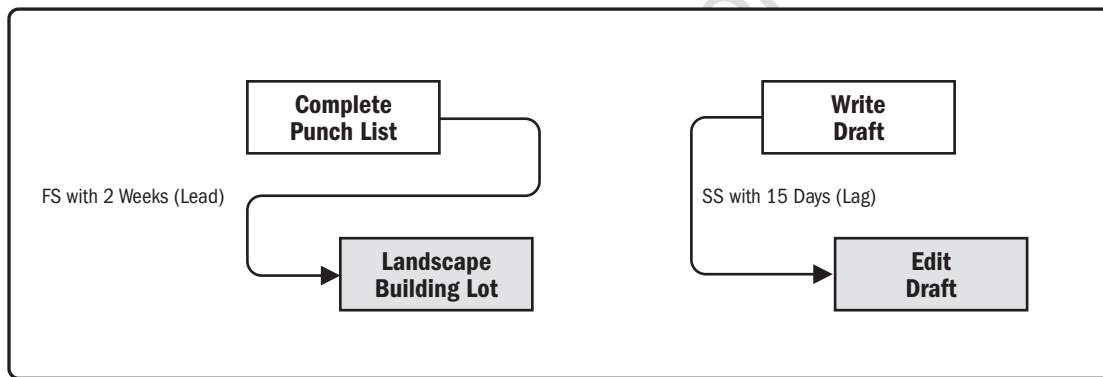 Complete
Punch List
Write
Draft
FS with 2 Weeks (Lead)
SS with 15 Days (Lag)
Landscape
Building Lot
Edit
Draft